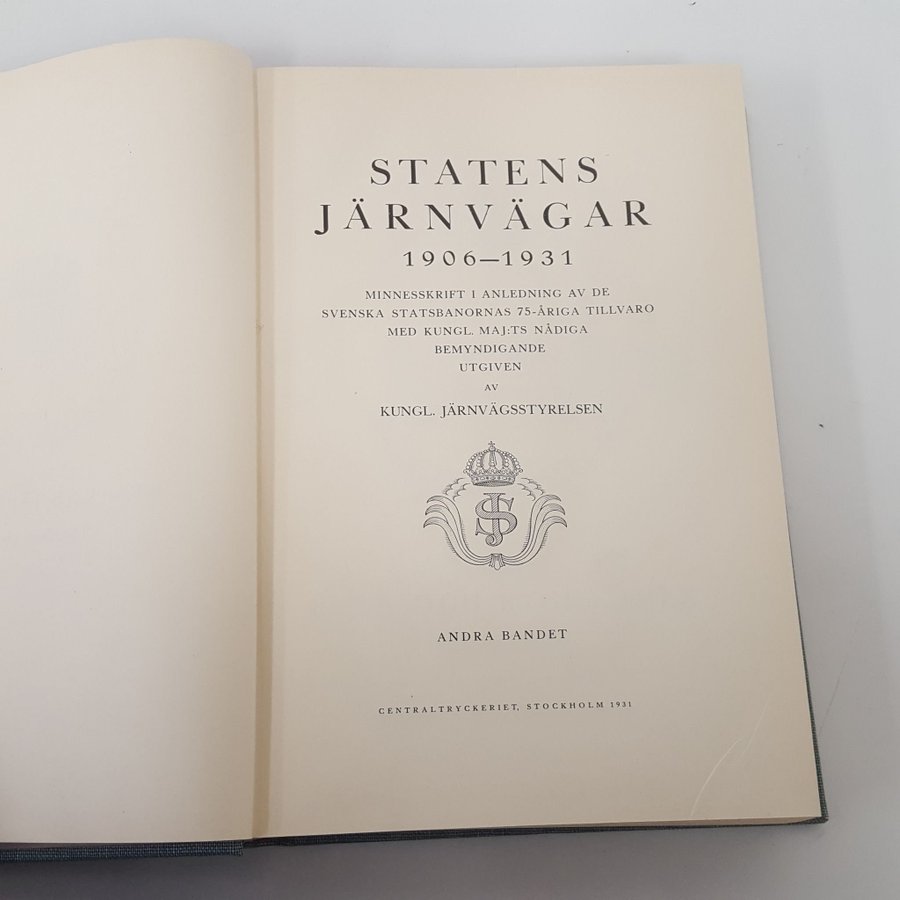 STATENS
JÄRNVÄGAR
1906—1931
MINNESSKRIFT I ANLEDNING AV DE
SVENSKA STATSBANORNAS 75-ÅRIGA TILLVARO
MED KUNGL. MAJ:TS NÅDIGA
BEMYNDIGANDE
UTGIVEN
AV
KUNGL. JÄRNVÄGSSTYRELSEN
SJ
ANDRA BANDET
CENTRALTRYCKERIET, STOCKHOLM 1931